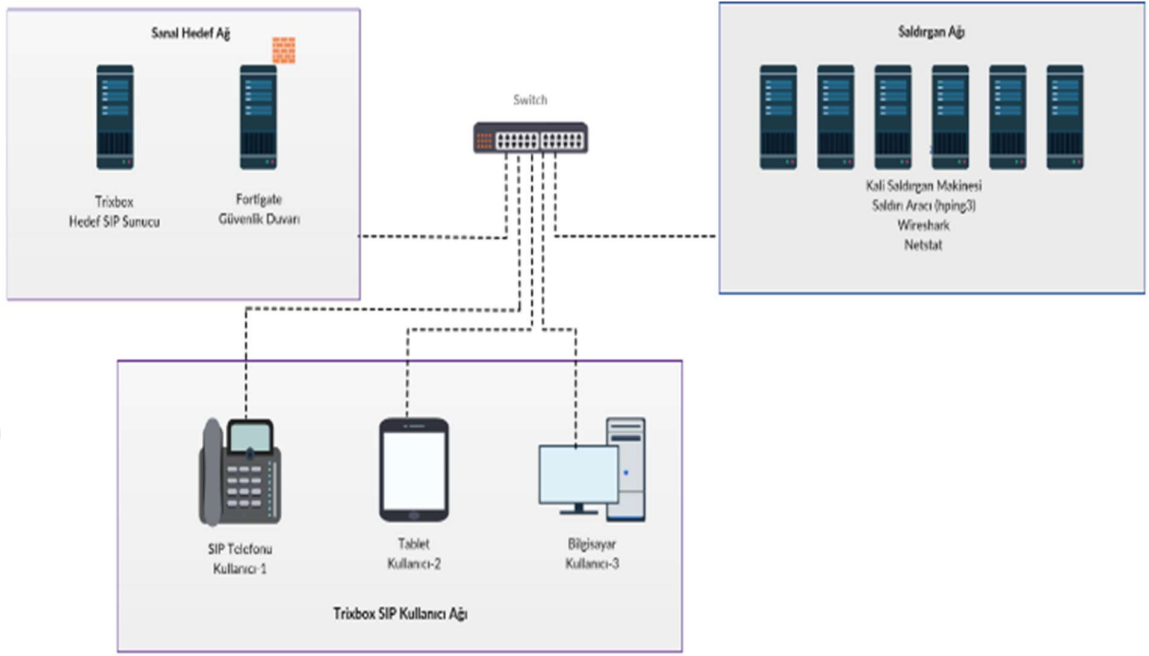 Sanal Hedef Ağ
Trixbox
Hedef SIP Sunucu
Fortigate
Güvenlik Duvarı
Switch
Saldırgan Ağı
Kali Saldırgan Makinesi
Saldırı Aracı (hping3)
Wireshark
Netstat
SIP Telefonu
Kullanıcı-1
Tablet
Kullanıcı-2
Bilgisayar
Kullanıcı-3
Trixbox SIP Kullanıcı Ağı